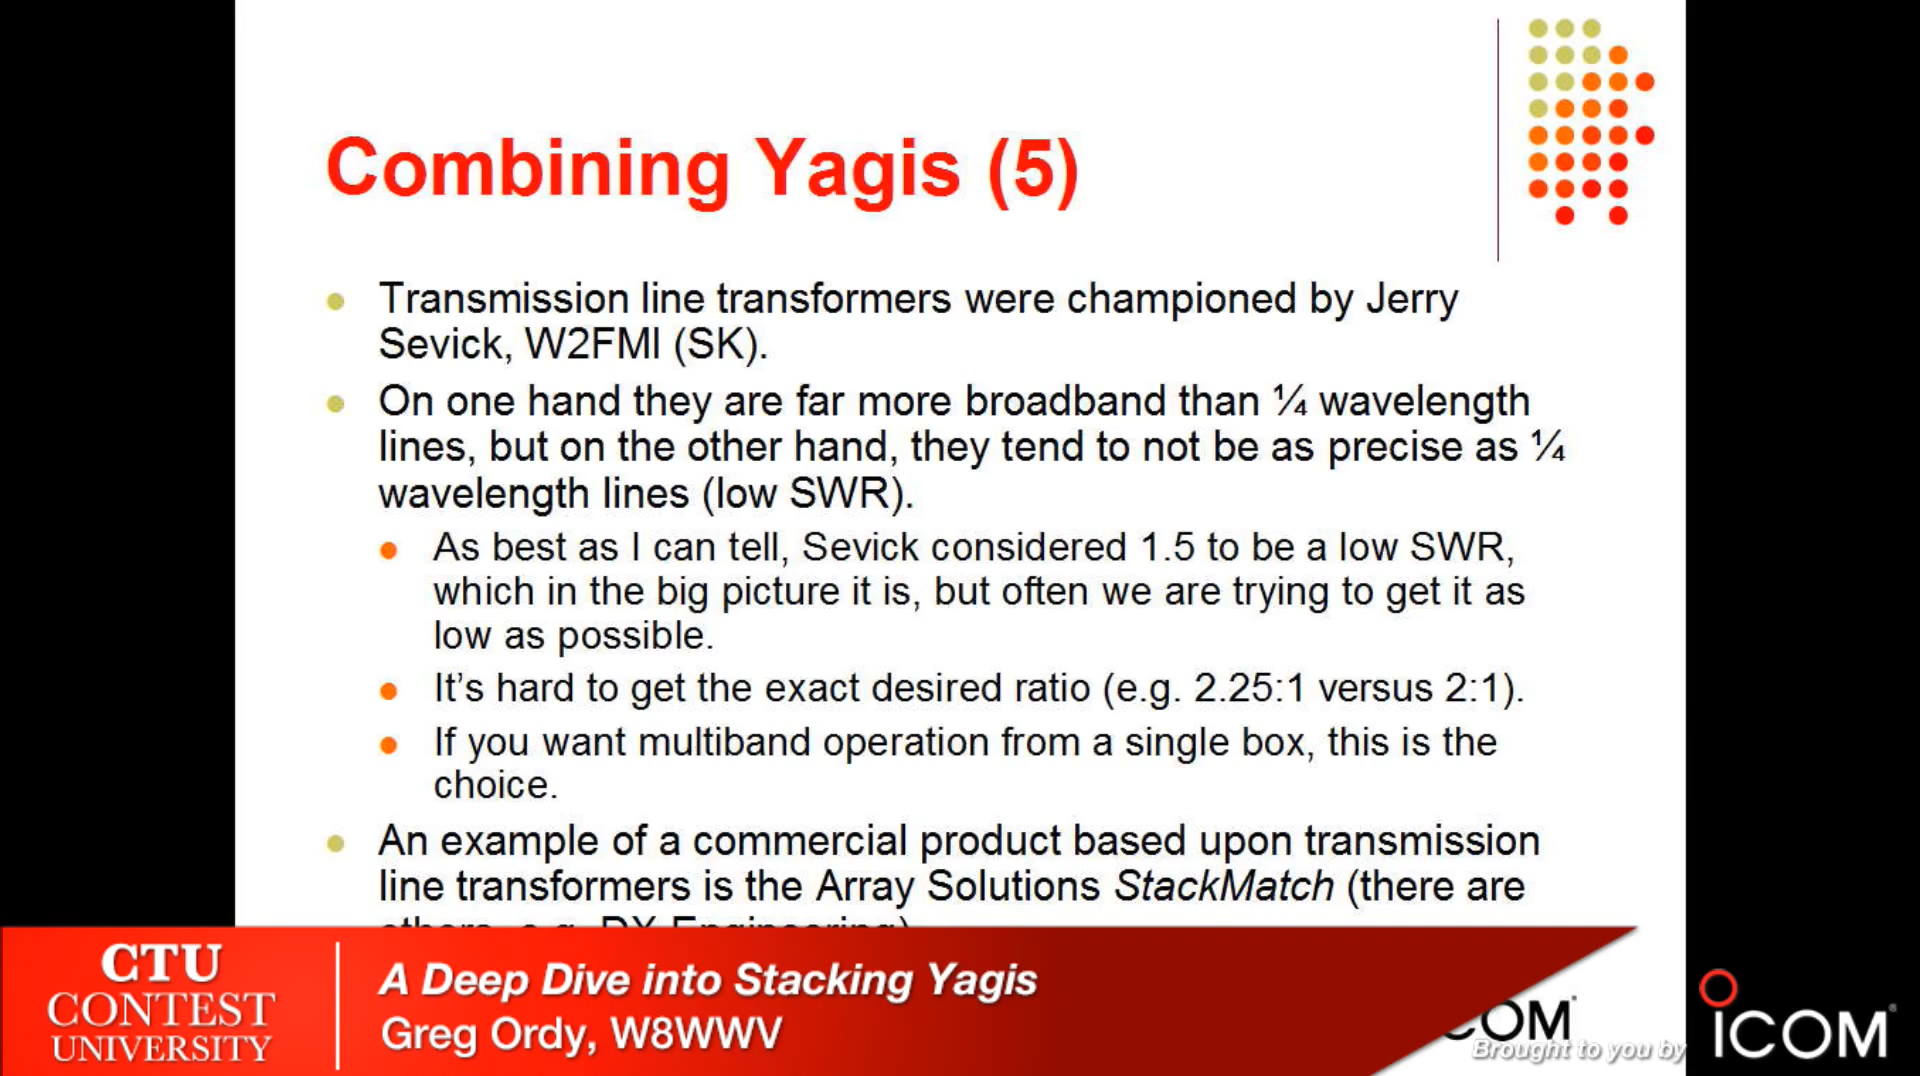 Combining Yagis (5)
Transmission line transformers were championed by Jerry
Sevick, W2FMI (SK).
On one hand they are far more broadband than ¼ wavelength
lines, but on the other hand, they tend to not be as precise as ¼
wavelength lines (low SWR).
As best as I can tell, Sevick considered 1.5 to be a low SWR,
which in the big picture it is, but often we are trying to get it as
low as possible.
It's hard to get the exact desired ratio (e.g. 2.25:1 versus 2:1).
If you want multiband operation from a single box, this is the
choice.
An example of a commercial product based upon transmission
line transformers is the Array Solutions StackMatch (there are
others, e.g. DX Engineering)
CTU
CONTEST
UNIVERSITY
A Deep Dive into Stacking Yagis
Greg Ordy, W8WWV
COM
Brought to you by
ICOM